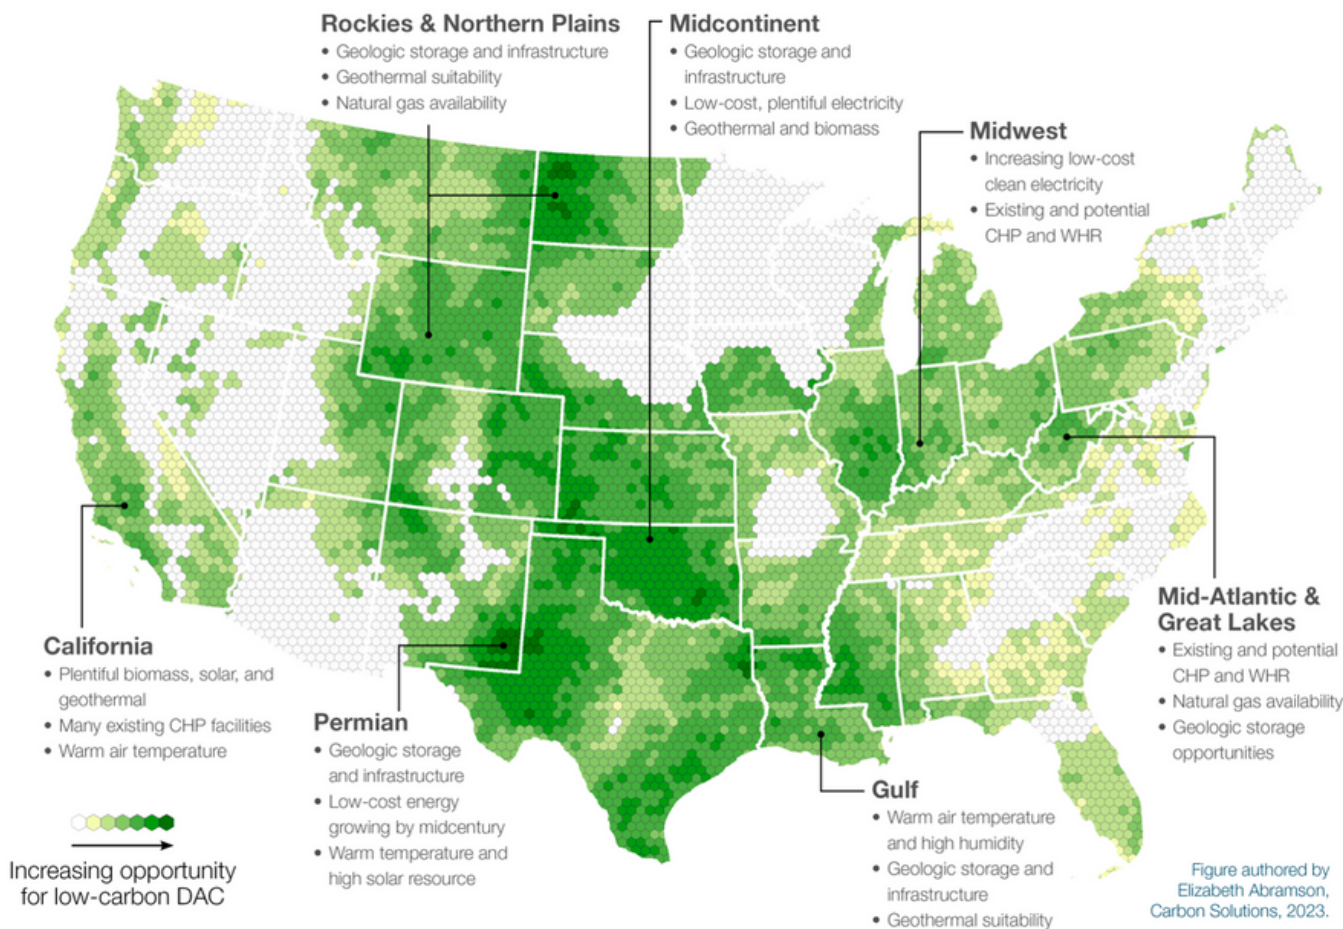 Rockies & Northern Plains
• Geologic storage and infrastructure
• Geothermal suitability
• Natural gas availability
Midcontinent
• Geologic storage and
infrastructure
• Low-cost, plentiful electricity
• Geothermal and biomass
Midwest
• Increasing low-cost
clean electricity
• Existing and potential
CHP and WHR
Mid-Atlantic &
Great Lakes
• Existing and potential
CHP and WHR
• Natural gas availability
• Geologic storage
opportunities
California
• Plentiful biomass, solar, and
geothermal
• Many existing CHP facilities
• Warm air temperature
Permian
• Geologic storage
and infrastructure
• Low-cost energy
growing by midcentury
• Warm temperature and
high solar resource
Gulf
• Warm air temperature
and high humidity
• Geologic storage and
infrastructure
• Geothermal suitability
Increasing opportunity
for low-carbon DAC
Figure authored by
Elizabeth Abramson,
Carbon Solutions, 2023.